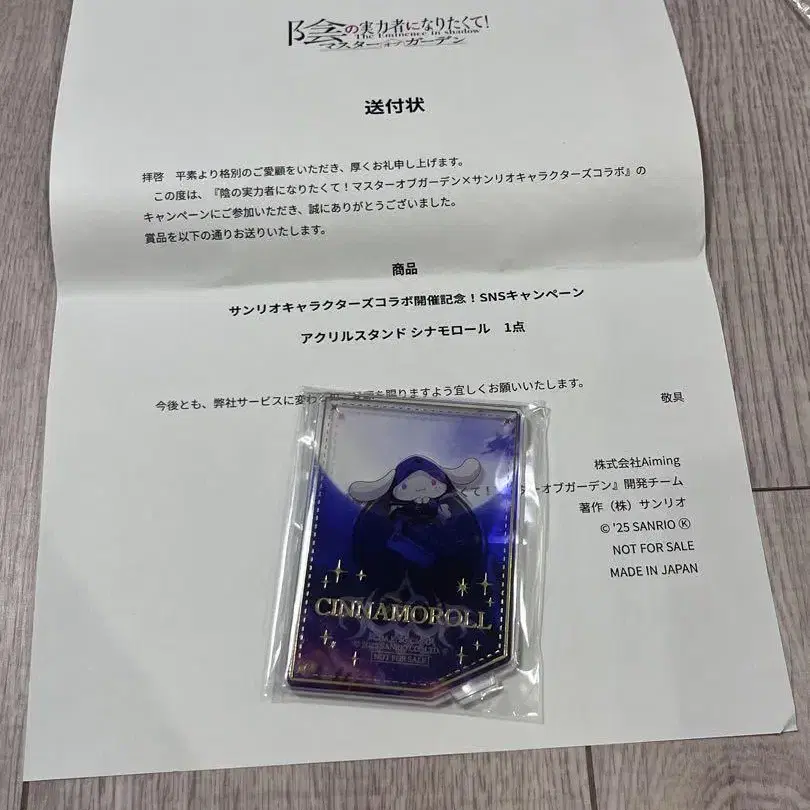 陰の実力者になりたくて!
The Eminence in Shadow
マスターオブガーデン
送付状
拝啓 平素より格別のご愛顧をいただき、厚くお礼申し上げます。
この度は、『陰の実力者になりたくて!マスターオブガーデン×サンリオキャラクターズコラボ』の
キャンペーンにご参加いただき、誠にありがとうございました。
賞品を以下の通りお送りいたします。
商品
サンリオキャラクターズコラボ開催記念!SNSキャンペーン
アクリルスタンド シナモロール 1点
今後とも、弊社サービスに変わ を賜りますよう宜しくお願いいたします。
敬具
株式会社Aiming
くて! ターオブガーデン』開発チーム
著作(株)サンリオ
© '25 SANRIO Ⓚ
NOT FOR SALE
MADE IN JAPAN
CINNAMOROLL
SANRIO CO., LTD.
NOT FOR SALE